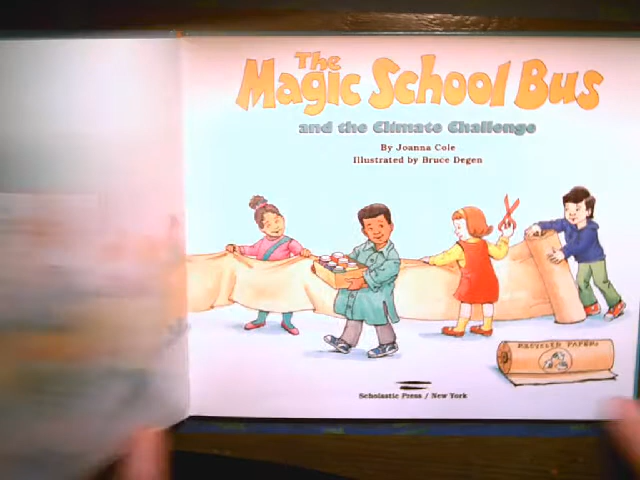 The
Magic School Bus
and the Climate Challenge
By Joanna Cole
Illustrated by Bruce Degen
RECYCLED PAPER
Scholastic Press / New York